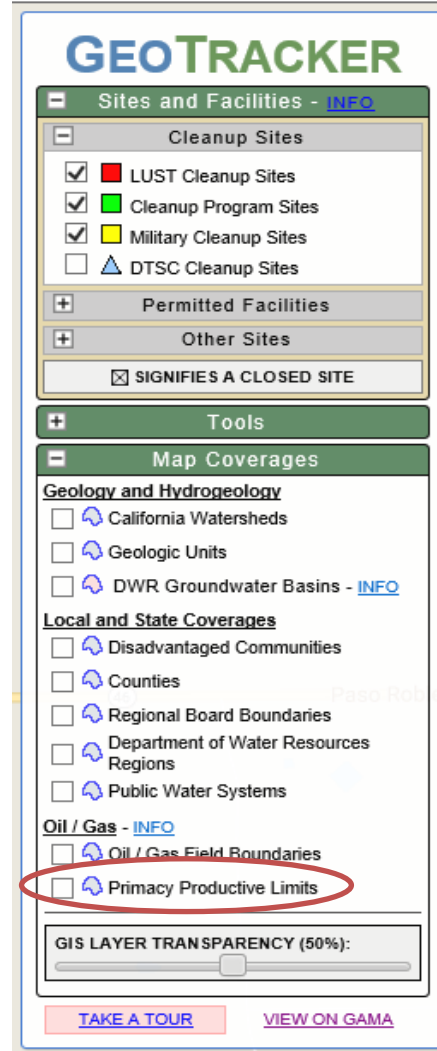 GEOTRACKER
Sites and Facilities - INFO
Cleanup Sites
LUST Cleanup Sites
Cleanup Program Sites
Military Cleanup Sites
DTSC Cleanup Sites
Permitted Facilities
Other Sites
SIGNIFIES A CLOSED SITE
Tools
Map Coverages
Geology and Hydrogeology
California Watersheds
Geologic Units
DWR Groundwater Basins - INFO
Local and State Coverages
Disadvantaged Communities
Counties
Paso Roble
Regional Board Boundaries
Department of Water Resources
Regions
Public Water Systems
Oil / Gas - INFO
Oil / Gas Field Boundaries
Primacy Productive Limits
GIS LAYER TRANSPARENCY (50%):
TAKE A TOUR VIEW ON GAMA